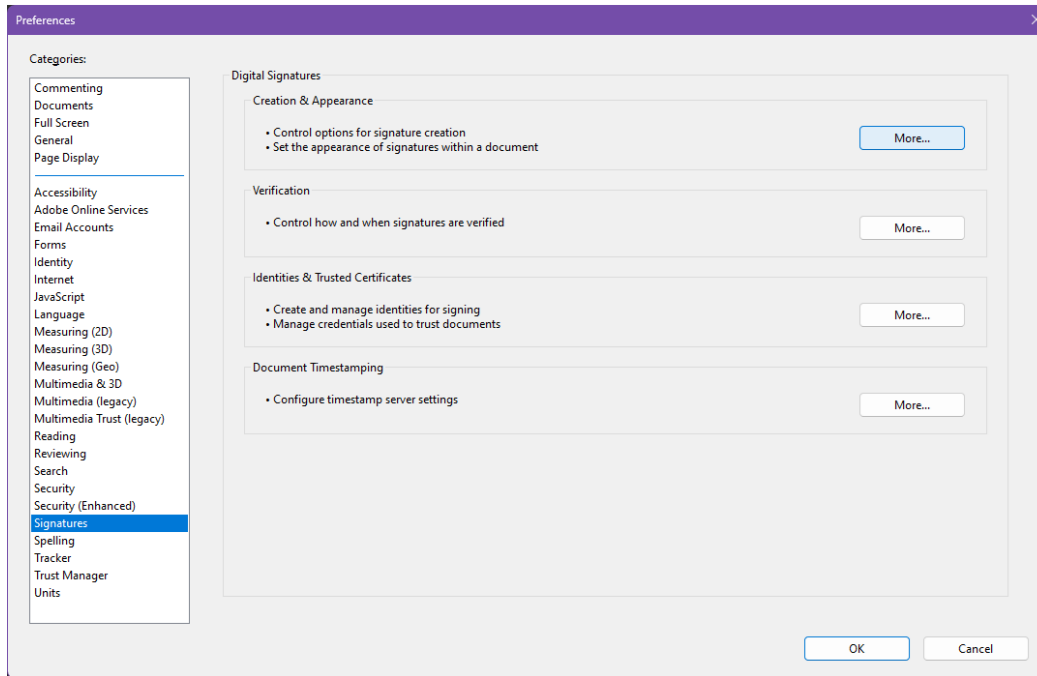 Preferences
Categories:
Commenting
Documents
Full Screen
General
Page Display
Accessibility
Adobe Online Services
Email Accounts
Forms
Identity
Internet
JavaScript
Language
Measuring (2D)
Measuring (3D)
Measuring (Geo)
Multimedia & 3D
Multimedia (legacy)
Multimedia Trust (legacy)
Reading
Reviewing
Search
Security
Security (Enhanced)
Signatures
Spelling
Tracker
Trust Manager
Units
Digital Signatures
Creation & Appearance
• Control options for signature creation
• Set the appearance of signatures within a document
More...
Verification
• Control how and when signatures are verified
More...
Identities & Trusted Certificates
• Create and manage identities for signing
• Manage credentials used to trust documents
More...
Document Timestamping
• Configure timestamp server settings
More...
OK
Cancel